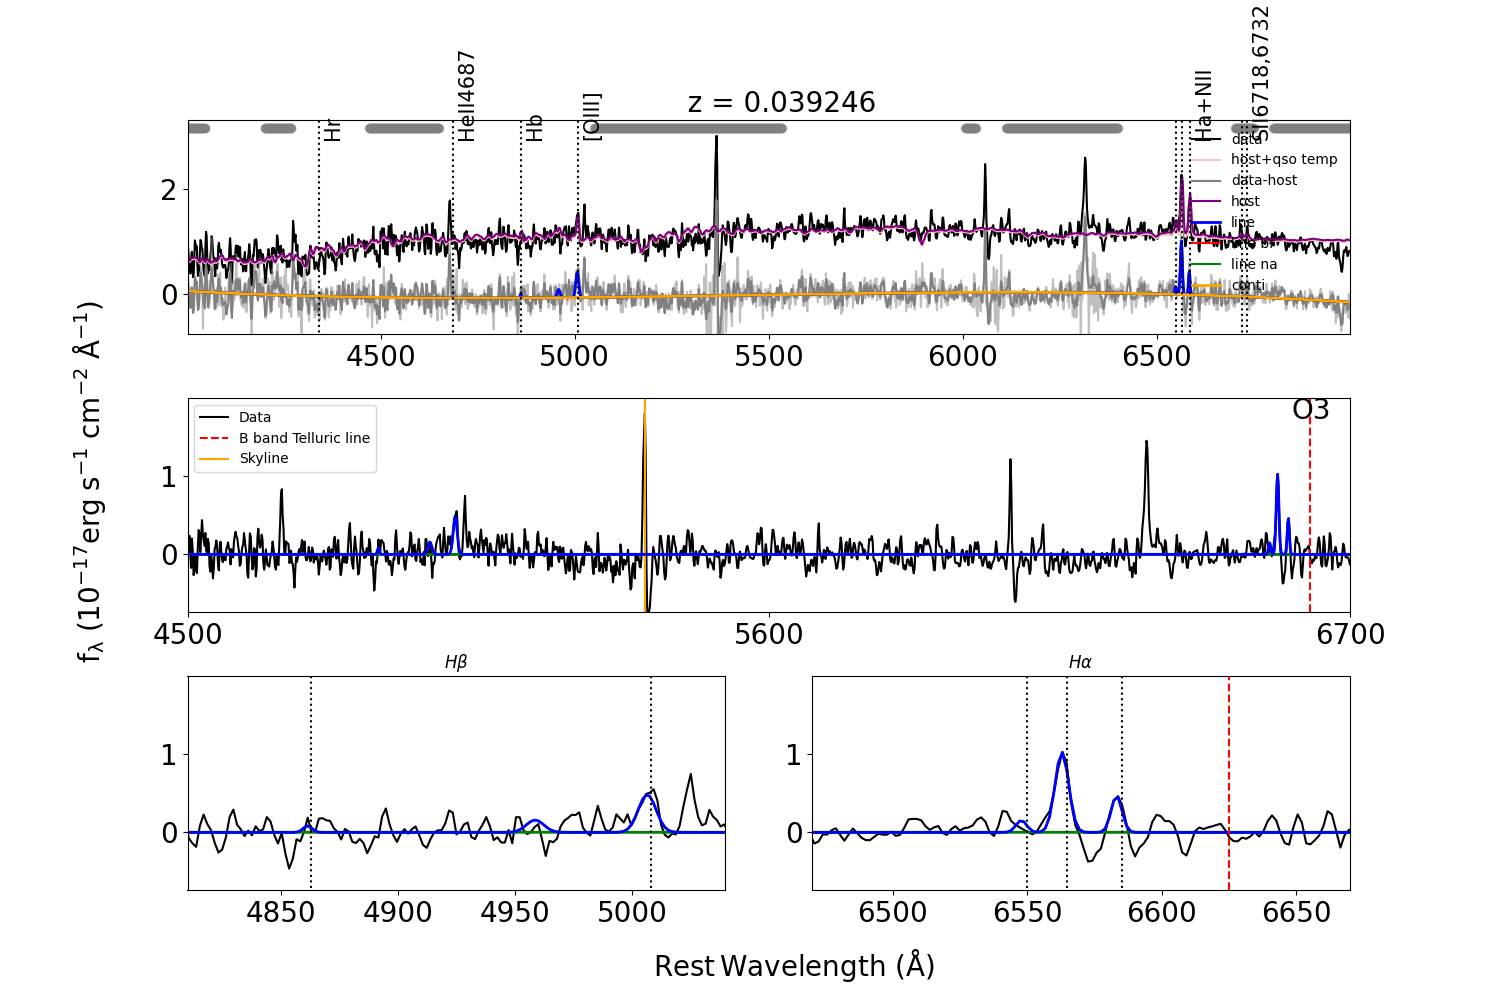 z = 0.039246
Hr
HeII4687
Hb
[OIII]
Ha+NII
SII6718,6732
data
host+qso temp
data-host
host
line
line na
conti
2
0
4500
5000
5500
6000
6500
fλ (10−17erg s−1 cm−2 Å−1)
Data
B band Telluric line
Skyline
O3
1
0
4500
5600
6700
Hβ
1
0
4850
4900
4950
5000
Hα
1
0
6500
6550
6600
6650
Rest Wavelength (Å)